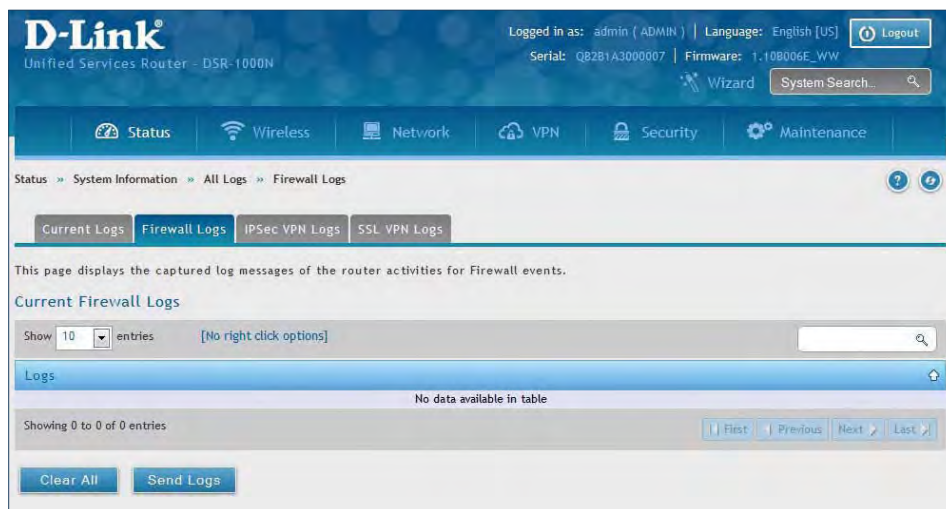 D-Link®
Unified Services Router - DSR-1000N
Logged in as: admin ( ADMIN ) | Language: English [US] Logout
Serial: QB2B1A3000007 | Firmware: 1.10B006E_WW
Wizard System Search...
Status Wireless Network VPN Security Maintenance
Status » System Information » All Logs » Firewall Logs
Current Logs Firewall Logs IPSec VPN Logs SSL VPN Logs
This page displays the captured log messages of the router activities for Firewall events.
Current Firewall Logs
Show 10 entries [No right click options]
Logs
No data available in table
Showing 0 to 0 of 0 entries
First Previous Next Last
Clear All Send Logs